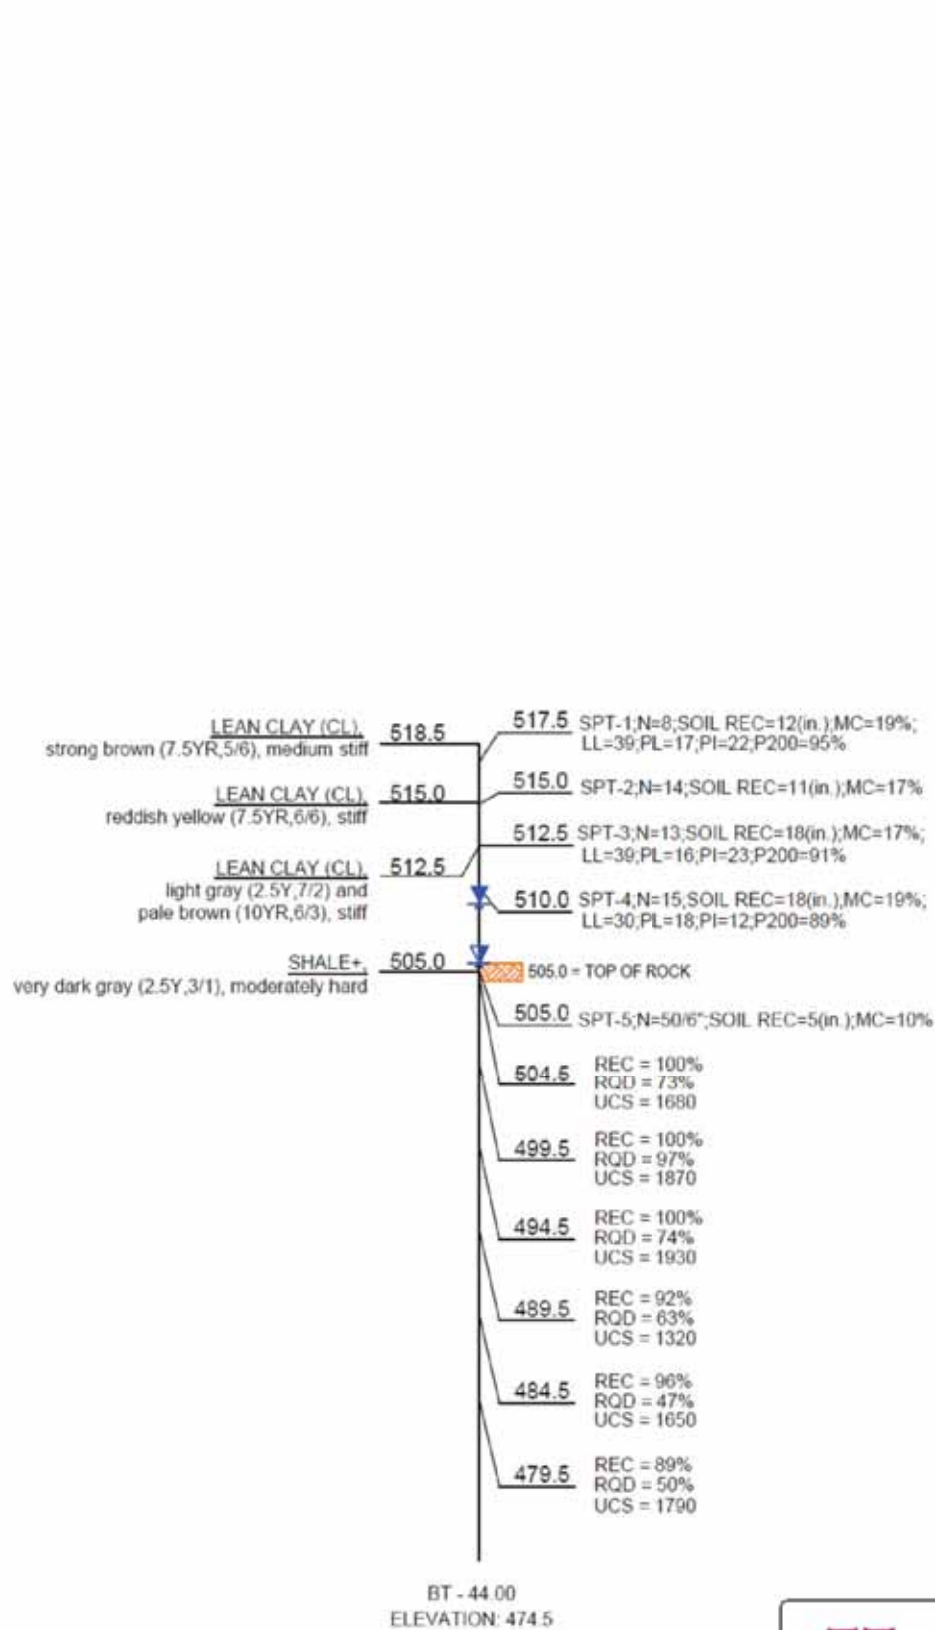 LEAN CLAY (CL),
strong brown (7.5YR,5/6), medium stiff
518.5
517.5
SPT-1;N=8;SOIL REC=12(in.);MC=19%;
LL=39;PL=17;PI=22;P200=95%
LEAN CLAY (CL),
reddish yellow (7.5YR,6/6), stiff
515.0
515.0
SPT-2;N=14;SOIL REC=11(in.);MC=17%
512.5
SPT-3;N=13;SOIL REC=18(in.);MC=17%;
LL=39;PL=16;PI=23;P200=91%
LEAN CLAY (CL),
light gray (2.5Y,7/2) and
pale brown (10YR,6/3), stiff
512.5
510.0
SPT-4;N=15;SOIL REC=18(in.);MC=19%;
LL=30;PL=18;PI=12;P200=89%
SHALE+,
very dark gray (2.5Y,3/1), moderately hard
505.0
505.0 = TOP OF ROCK
505.0
SPT-5;N=50/6";SOIL REC=5(in.);MC=10%
504.5
REC = 100%
RQD = 73%
UCS = 1680
499.5
REC = 100%
RQD = 97%
UCS = 1870
494.5
REC = 100%
RQD = 74%
UCS = 1930
489.5
REC = 92%
RQD = 63%
UCS = 1320
484.5
REC = 96%
RQD = 47%
UCS = 1650
479.5
REC = 89%
RQD = 50%
UCS = 1790
BT - 44.00
ELEVATION: 474.5